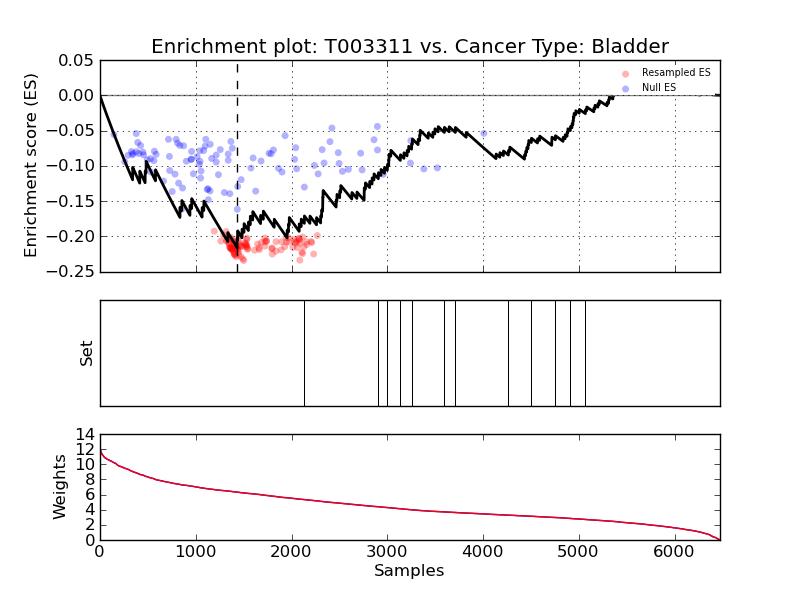 Enrichment plot: T003311 vs. Cancer Type: Bladder
Enrichment score (ES)
0.05
0.00
−0.05
−0.10
−0.15
−0.20
−0.25
Resampled ES
Null ES
Set
Weights
14
12
10
8
6
4
2
0
0 1000 2000 3000 4000 5000 6000
Samples